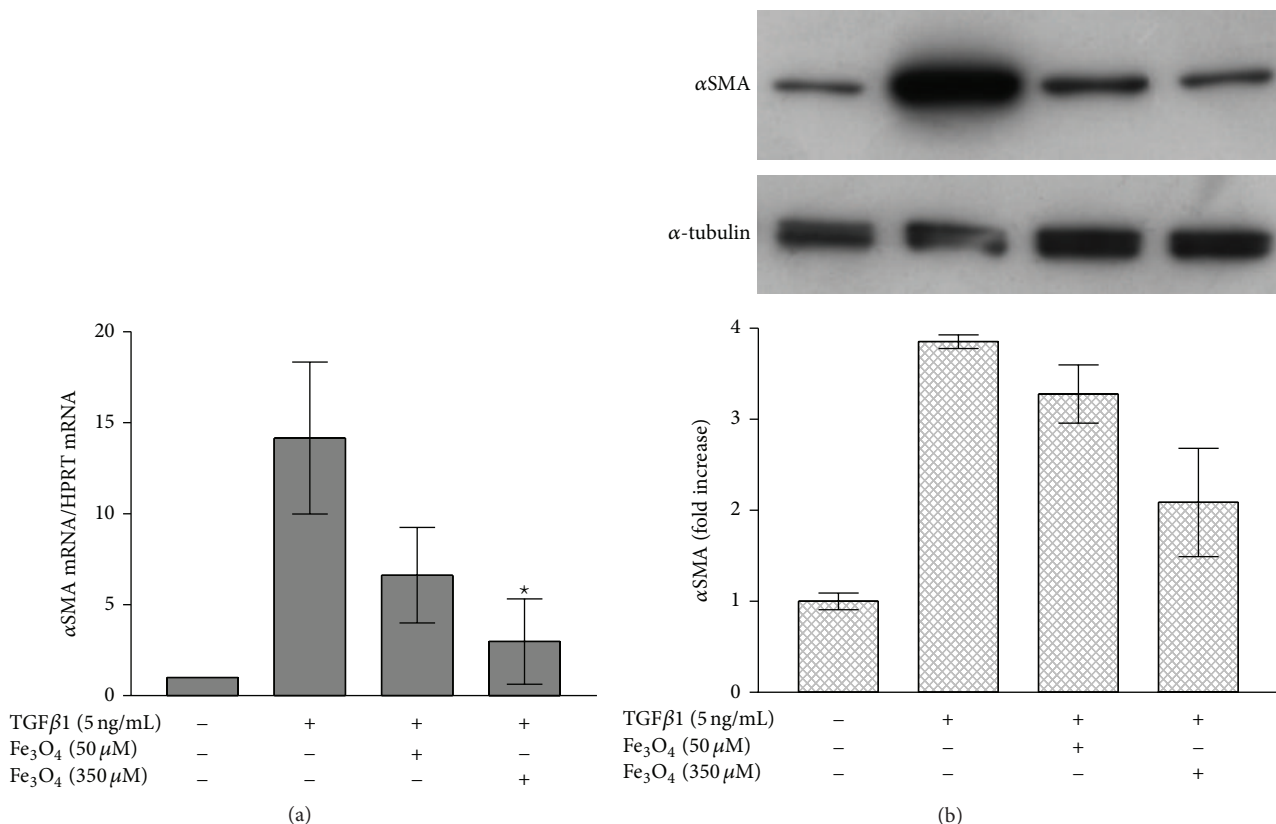 αSMA
α-tubulin
20
15
10
5
0
αSMA mRNA/HPRT mRNA
*
TGFβ1 (5 ng/mL) – + + +
Fe₃O₄ (50 μM) – – + –
Fe₃O₄ (350 μM) – – – +
(a)
4
3
2
1
0
αSMA (fold increase)
TGFβ1 (5 ng/mL) – + + +
Fe₃O₄ (50 μM) – – + –
Fe₃O₄ (350 μM) – – – +
(b)